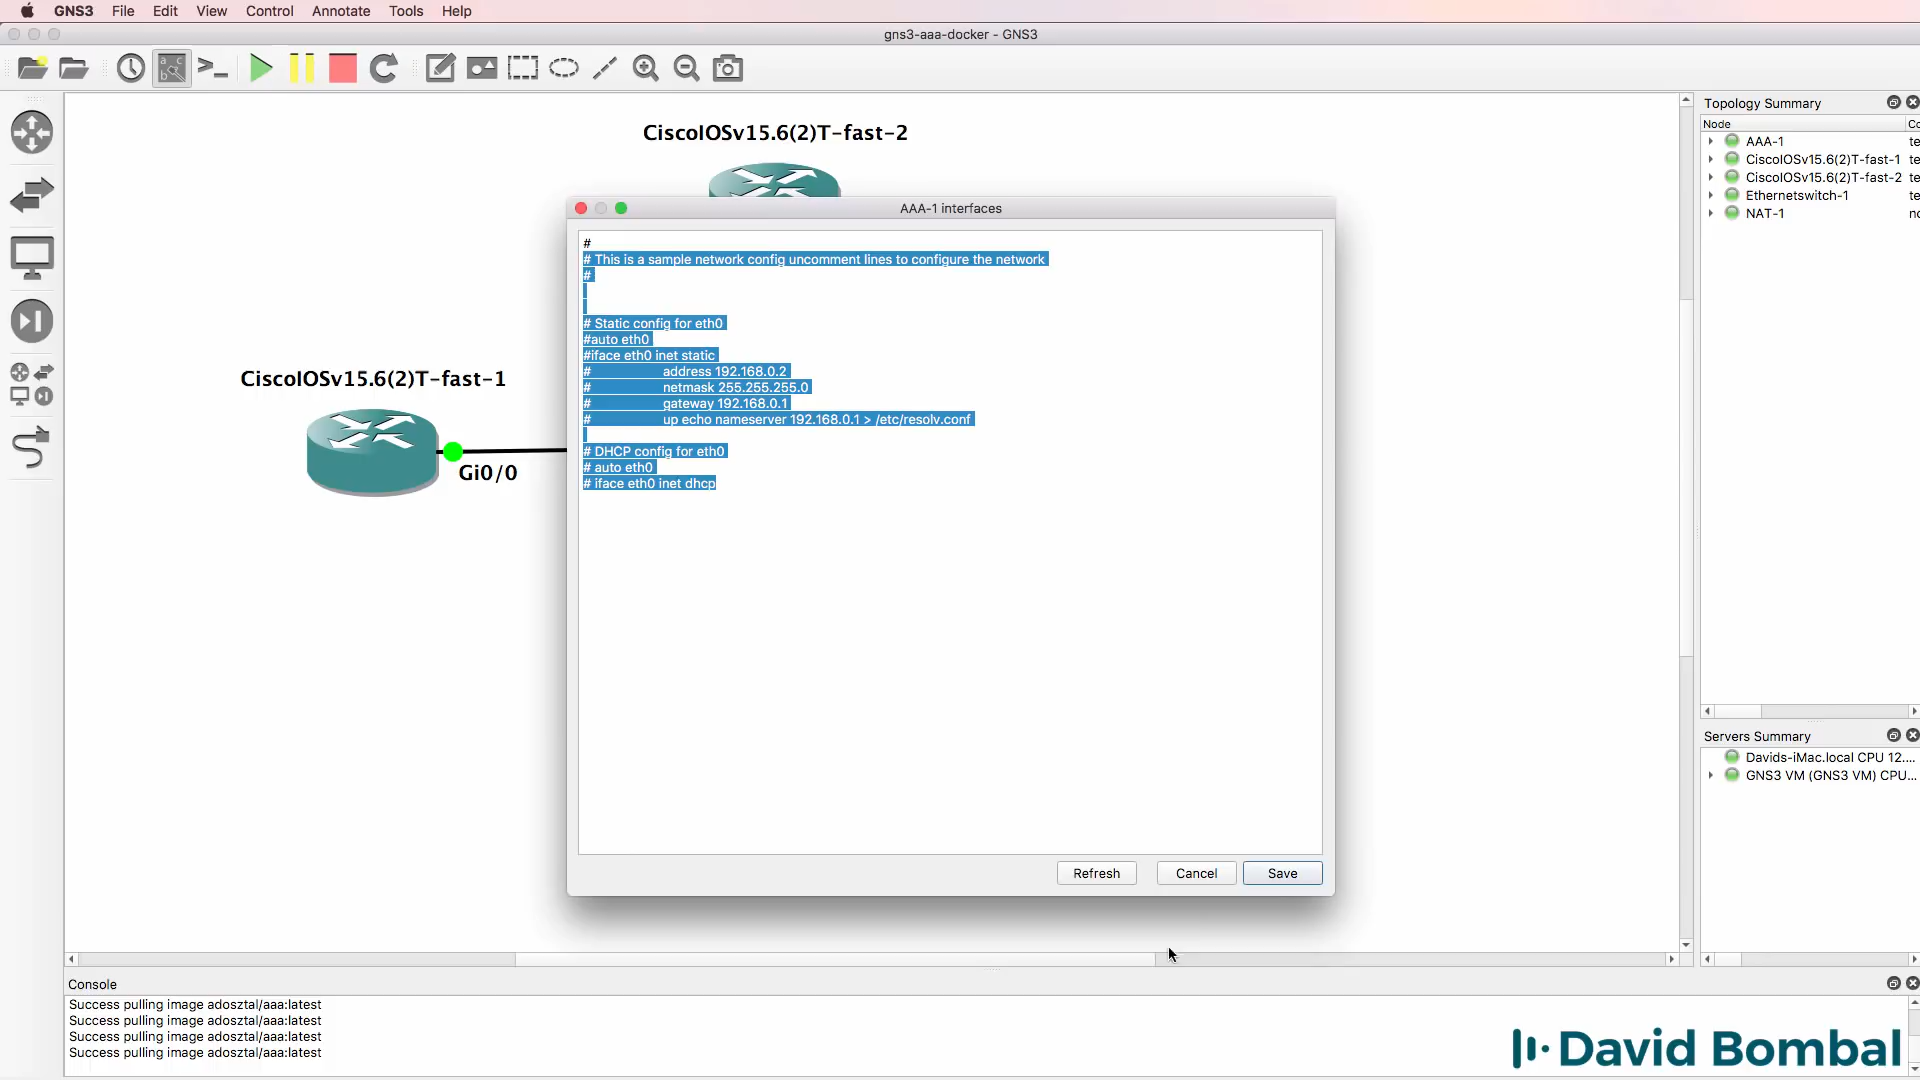 GNS3 File Edit View Control Annotate Tools Help
gns3-aaa-docker - GNS3
CiscoIOSv15.6(2)T-fast-2
AAA-1 interfaces
#
# This is a sample network config uncomment lines to configure the network
#
# Static config for eth0
#auto eth0
#iface eth0 inet static
# address 192.168.0.2
# netmask 255.255.255.0
# gateway 192.168.0.1
# up echo nameserver 192.168.0.1 > /etc/resolv.conf
# DHCP config for eth0
# auto eth0
# iface eth0 inet dhcp
Refresh Cancel Save
CiscoIOSv15.6(2)T-fast-1
Gi0/0
Topology Summary
Node Co
AAA-1 te
CiscoIOSv15.6(2)T-fast-1 te
CiscoIOSv15.6(2)T-fast-2 te
Ethernetswitch-1 te
NAT-1 no
Servers Summary
Davids-iMac.local CPU 12....
GNS3 VM (GNS3 VM) CPU...
Console
Success pulling image adosztal/aaa:latest
Success pulling image adosztal/aaa:latest
Success pulling image adosztal/aaa:latest
Success pulling image adosztal/aaa:latest
David Bombal